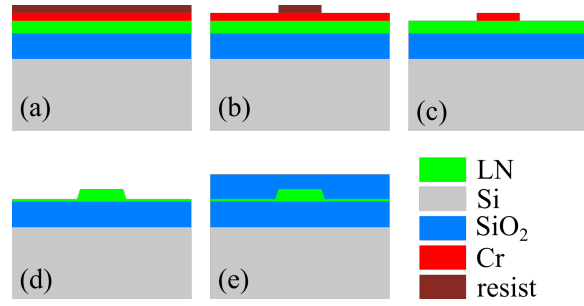 (a)
(b)
(c)
(d)
(e)
LN
Si
SiO₂
Cr
resist